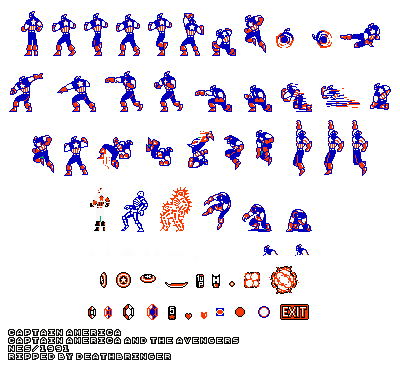 EXIT
CAPTAIN AMERICA
CAPTAIN AMERICA AND THE AVENGERS
NES/1991
RIPPED BY DEATHBRINGER